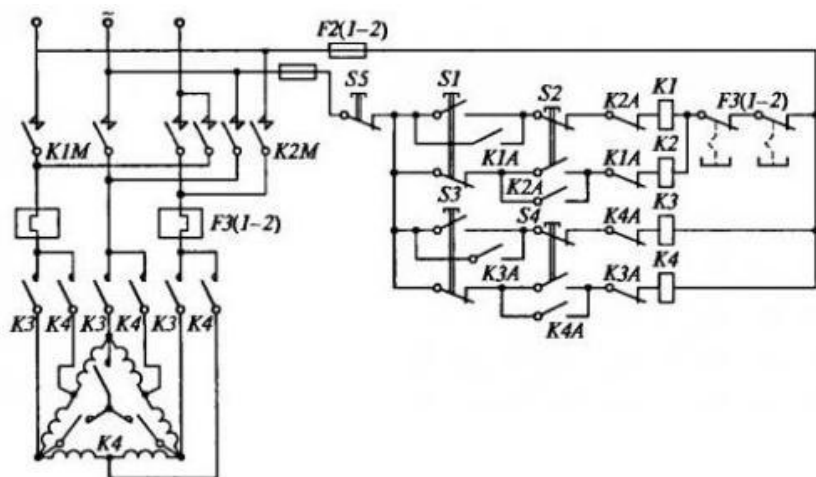 ~
F2(1-2)
S5
S1
S2
K2A
K1
F3(1-2)
K1M
K2M
K1A
K1A
K2
K2A
S3
K3
F3(1-2)
S4
K4A
K4
K3A
K3A
K3 K4 K3 K4 K3 K4
K4A
K4